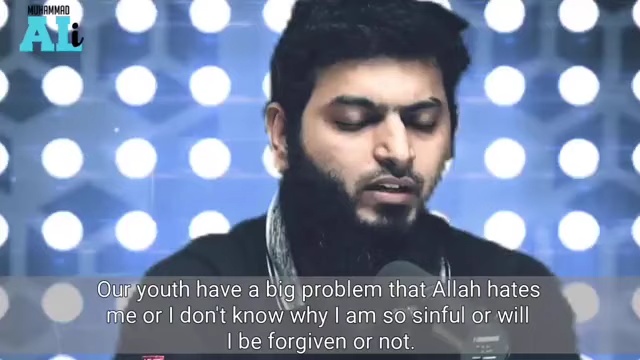 MUHAMMAD
ALi
Our youth have a big problem that Allah hates
me or I don't know why I am so sinful or will
I be forgiven or not.